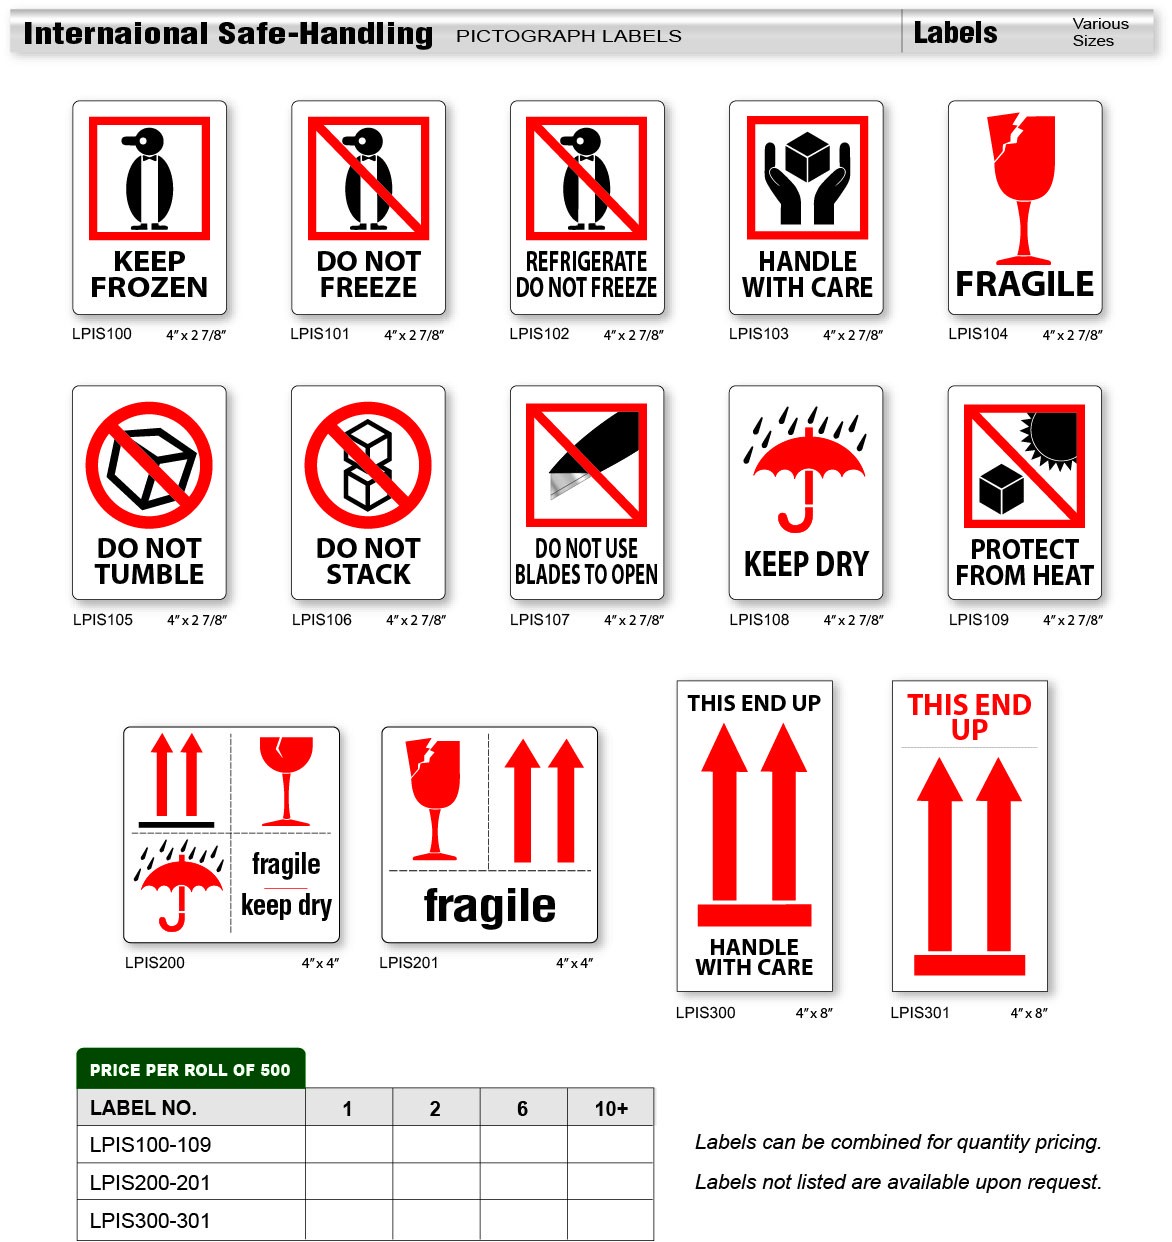 Internaional Safe-Handling PICTOGRAPH LABELS Labels Various
Sizes
KEEP
FROZEN
LPIS100 4” x 2 7/8”
DO NOT
FREEZE
LPIS101 4” x 2 7/8”
REFRIGERATE
DO NOT FREEZE
LPIS102 4” x 2 7/8”
HANDLE
WITH CARE
LPIS103 4” x 2 7/8”
FRAGILE
LPIS104 4” x 2 7/8”
DO NOT
TUMBLE
LPIS105 4” x 2 7/8”
DO NOT
STACK
LPIS106 4” x 2 7/8”
DO NOT USE
BLADES TO OPEN
LPIS107 4” x 2 7/8”
KEEP DRY
LPIS108 4” x 2 7/8”
PROTECT
FROM HEAT
LPIS109 4” x 2 7/8”
fragile
keep dry
LPIS200 4” x 4”
fragile
LPIS201 4” x 4”
THIS END UP
HANDLE
WITH CARE
LPIS300 4” x 8”
THIS END
UP
LPIS301 4” x 8”
PRICE PER ROLL OF 500
LABEL NO. 1 2 6 10+
LPIS100-109
LPIS200-201
LPIS300-301
Labels can be combined for quantity pricing.
Labels not listed are available upon request.